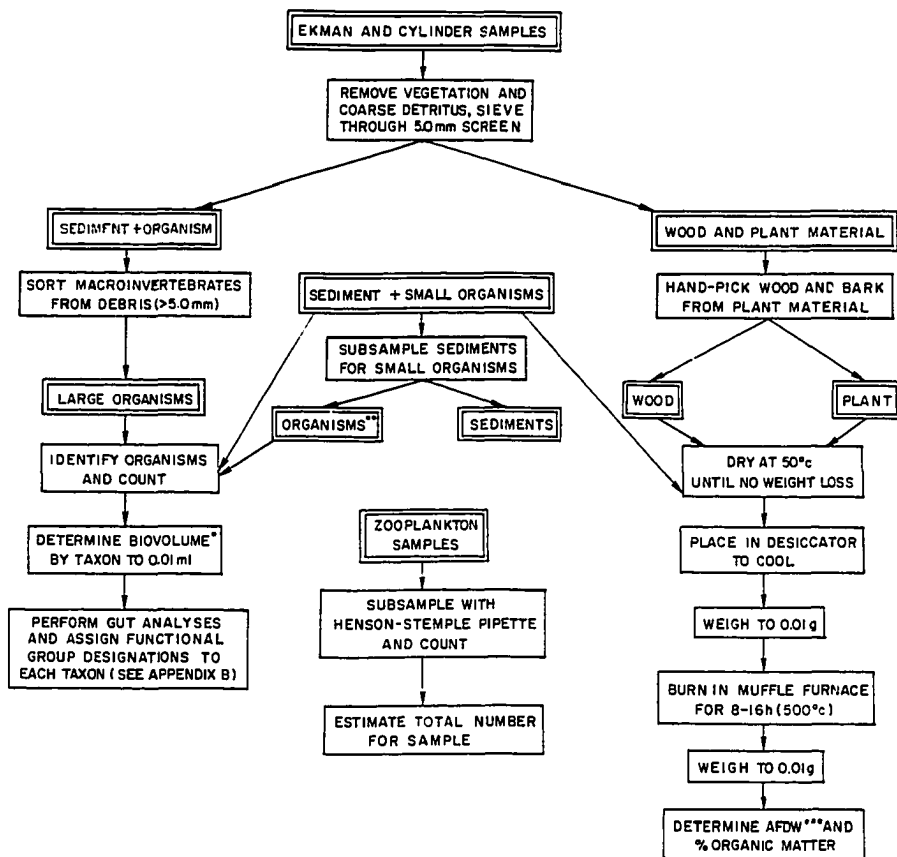 EKMAN AND CYLINDER SAMPLES
REMOVE VEGETATION AND
COARSE DETRITUS, SIEVE
THROUGH 5.0mm SCREEN
SEDIMENT + ORGANISM
SORT MACROINVERTEBRATES
FROM DEBRIS (>5.0mm)
LARGE ORGANISMS
IDENTIFY ORGANISMS
AND COUNT
DETERMINE BIOVOLUME*
BY TAXON TO 0.01ml
PERFORM GUT ANALYSES
AND ASSIGN FUNCTIONAL
GROUP DESIGNATIONS TO
EACH TAXON (SEE APPENDIX B)
SEDIMENT + SMALL ORGANISMS
SUBSAMPLE SEDIMENTS
FOR SMALL ORGANISMS
ORGANISMS**
SEDIMENTS
ZOOPLANKTON
SAMPLES
SUBSAMPLE WITH
HENSON-STEMPLE PIPETTE
AND COUNT
ESTIMATE TOTAL NUMBER
FOR SAMPLE
WOOD AND PLANT MATERIAL
HAND-PICK WOOD AND BARK
FROM PLANT MATERIAL
WOOD
PLANT
DRY AT 50°c
UNTIL NO WEIGHT LOSS
PLACE IN DESICCATOR
TO COOL
WEIGH TO 0.01g
BURN IN MUFFLE FURNACE
FOR 8-16h (500°c)
WEIGH TO 0.01g
DETERMINE AFDW*** AND
% ORGANIC MATTER